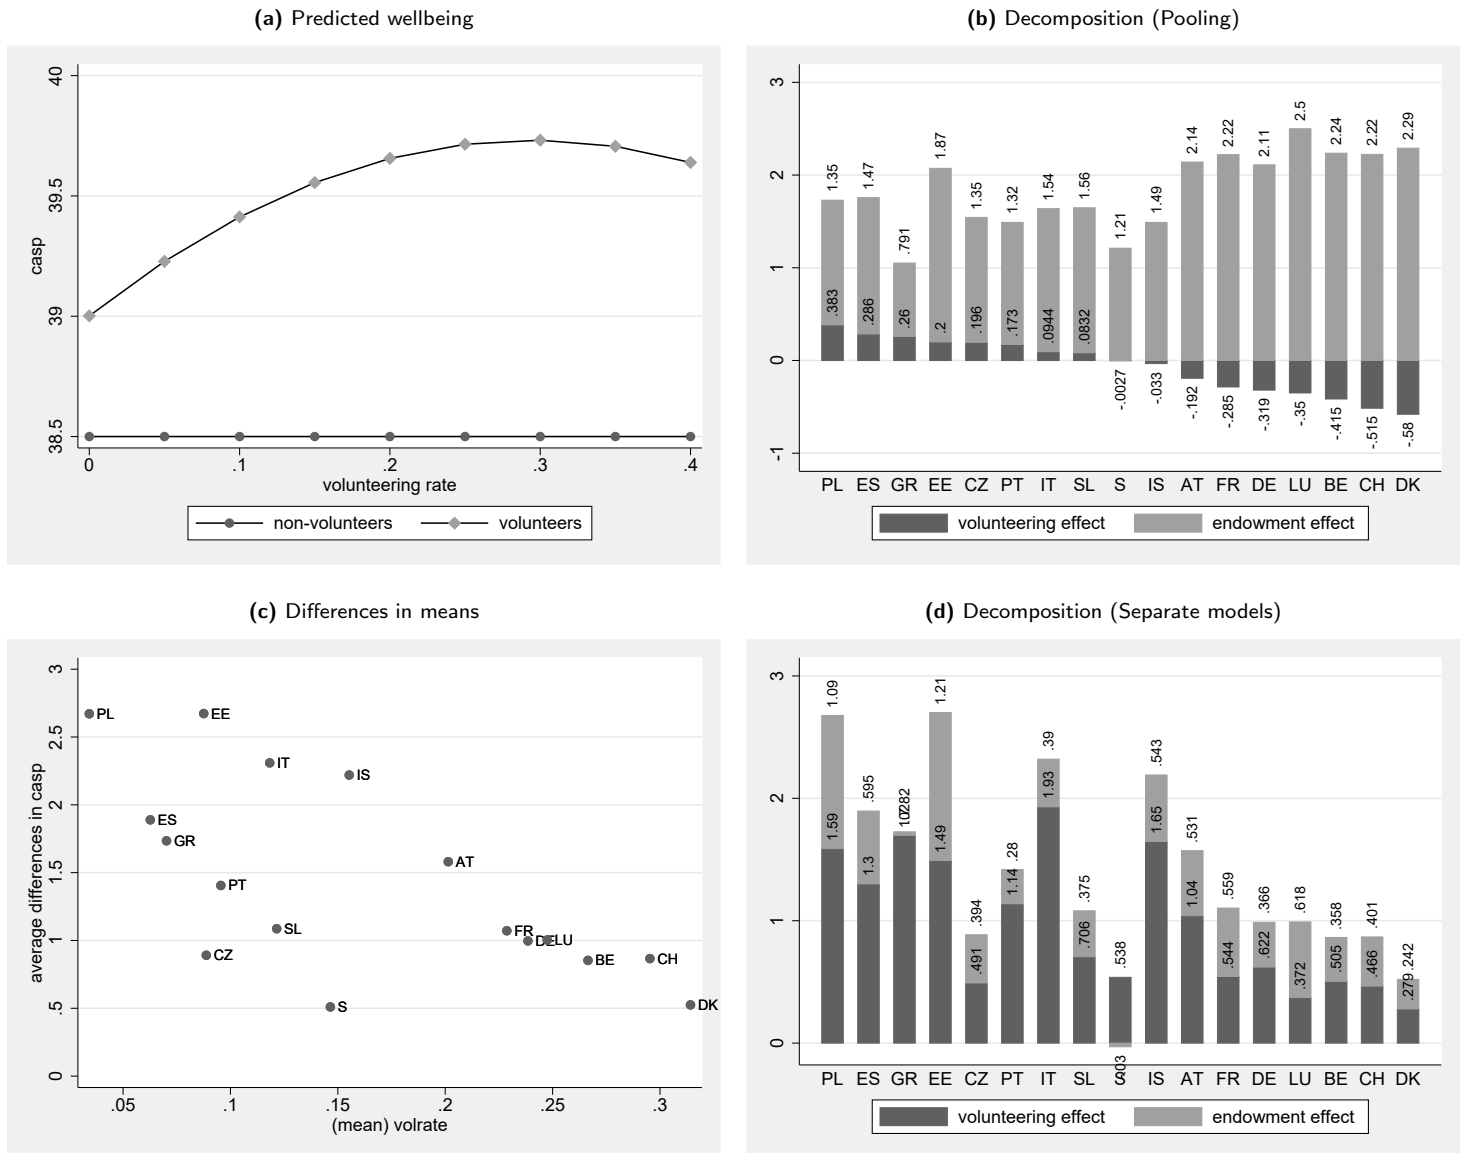 (a) Predicted wellbeing
40
39.5
39
38.5
casp
0 .1 .2 .3 .4
volunteering rate
non-volunteers volunteers
(b) Decomposition (Pooling)
3
2
1
0
-1
1.35 1.47 .791 1.87 1.35 1.32 1.54 1.56 1.21 1.49 2.14 2.22 2.11 2.5 2.24 2.22 2.29
.383 .286 .26 .2 .196 .173 .0944 .0832 -.0027 -.033 -.192 -.285 -.319 -.35 -.415 -.515 -.58
PL ES GR EE CZ PT IT SL S IS AT FR DE LU BE CH DK
volunteering effect endowment effect
(c) Differences in means
3
2.5
2
1.5
1
.5
0
average differences in casp
PL EE
IT
IS
ES
GR
AT
PT
SL
FR
DE LU
CZ
BE CH
S
DK
.05 .1 .15 .2 .25 .3
(mean) volrate
(d) Decomposition (Separate models)
3
2
1
0
1.09 .595 .0282 1.21 .394 .28 .39 .375 .538 .543 .531 .559 .366 .618 .358 .401 .242
1.59 1.3 1.49 .491 1.14 1.93 .706 1.65 1.04 .544 .622 .372 .505 .466 .279
PL ES GR EE CZ PT IT SL S IS AT FR DE LU BE CH DK
volunteering effect endowment effect